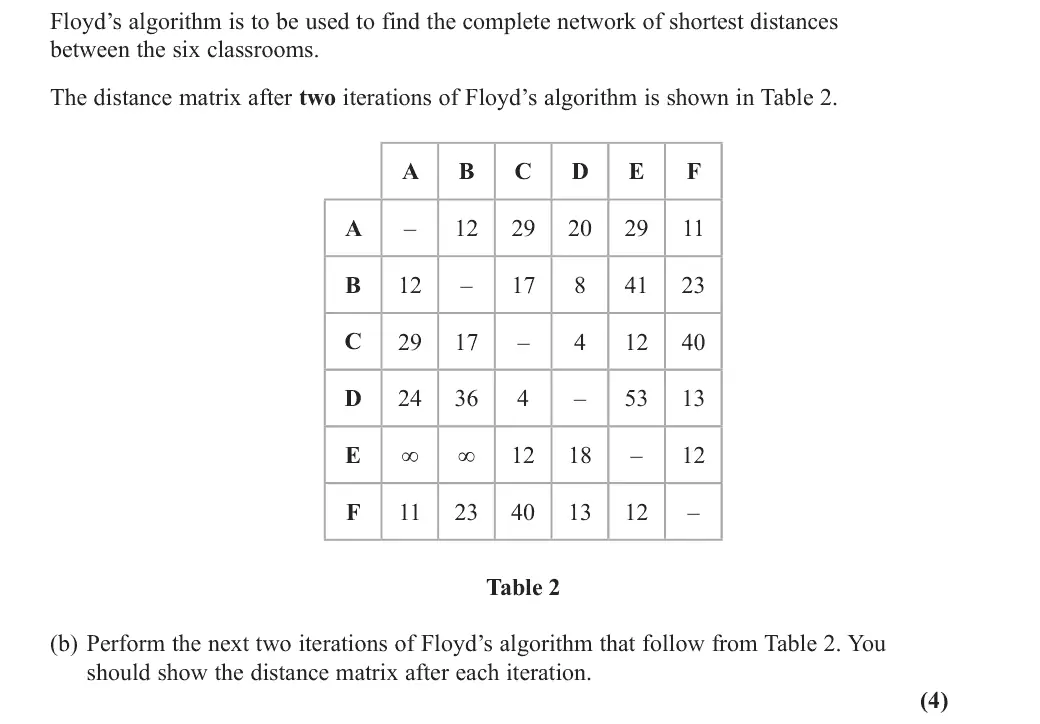 Floyd’s algorithm is to be used to find the complete network of shortest distances
between the six classrooms.
The distance matrix after two iterations of Floyd’s algorithm is shown in Table 2.
A B C D E F
A – 12 29 20 29 11
B 12 – 17 8 41 23
C 29 17 – 4 12 40
D 24 36 4 – 53 13
E ∞ ∞ 12 18 – 12
F 11 23 40 13 12 –
Table 2
(b) Perform the next two iterations of Floyd’s algorithm that follow from Table 2. You
should show the distance matrix after each iteration.
(4)